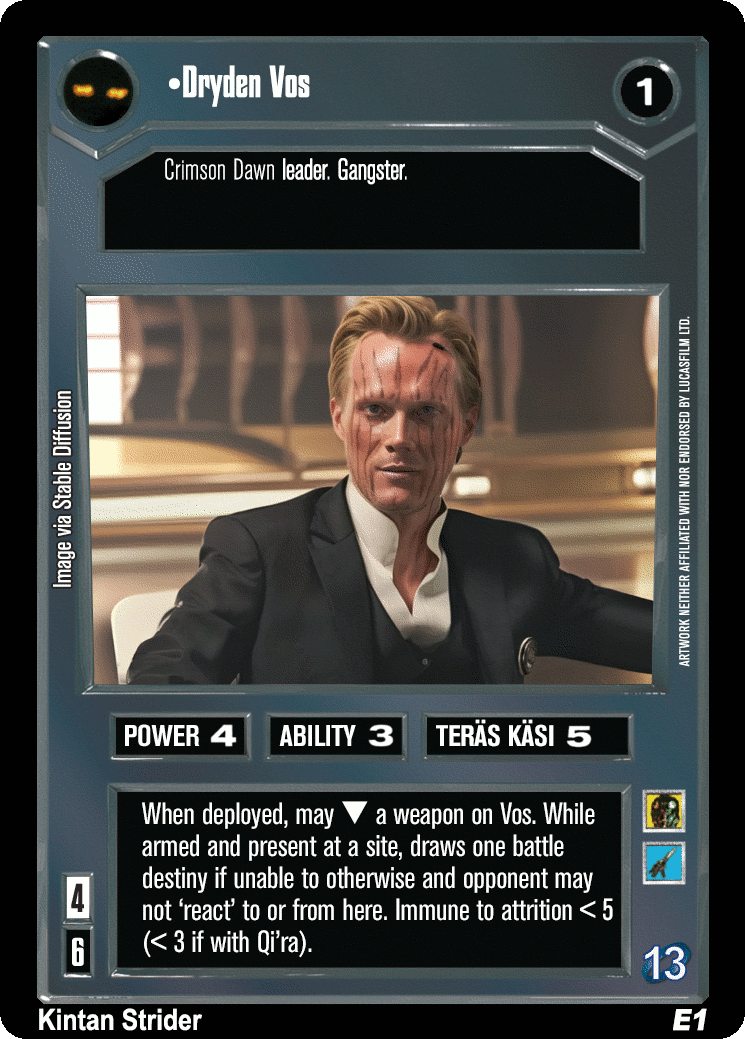 •Dryden Vos
1
Crimson Dawn leader. Gangster.
Image via Stable Diffusion
ARTWORK NEITHER AFFILIATED WITH NOR ENDORSED BY LUCASFILM LTD.
POWER 4
ABILITY 3
TERÄS KÄSI 5
When deployed, may ▼ a weapon on Vos. While
armed and present at a site, draws one battle
destiny if unable to otherwise and opponent may
not ‘react’ to or from here. Immune to attrition < 5
(< 3 if with Qi’ra).
4
6
13
Kintan Strider
E1